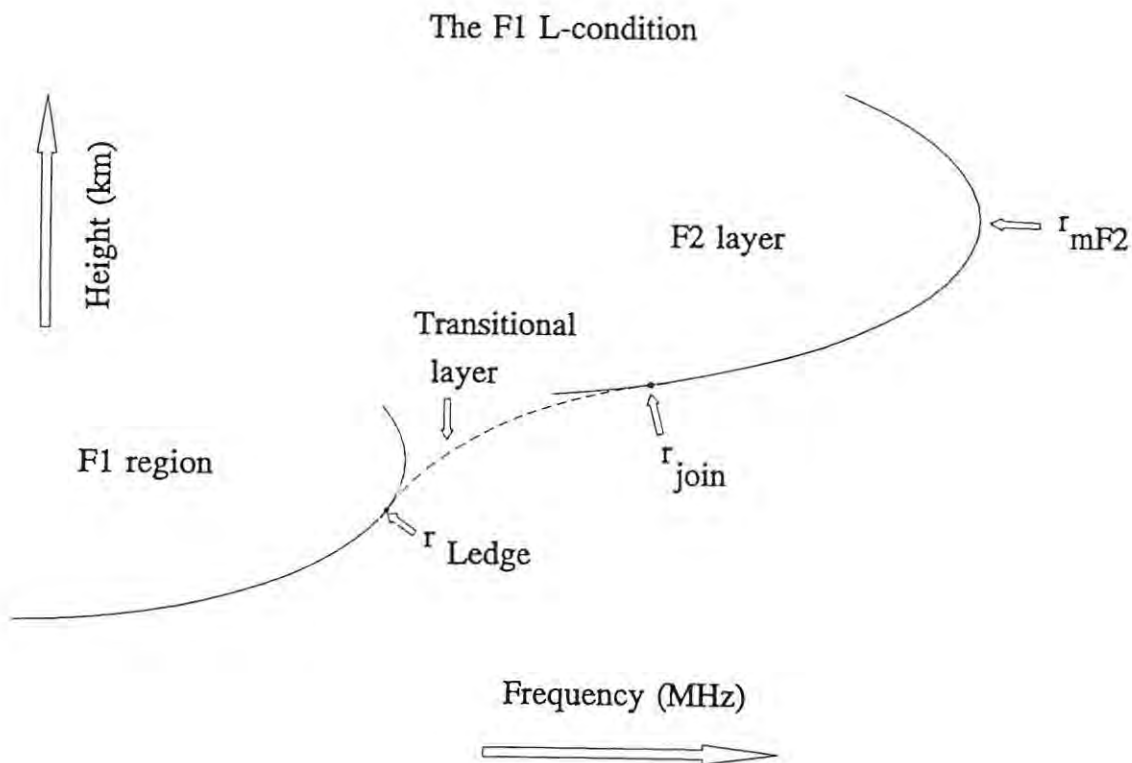 The F1 L-condition
Height (km)
F2 layer
r mF2
Transitional
layer
F1 region
r join
r Ledge
Frequency (MHz)